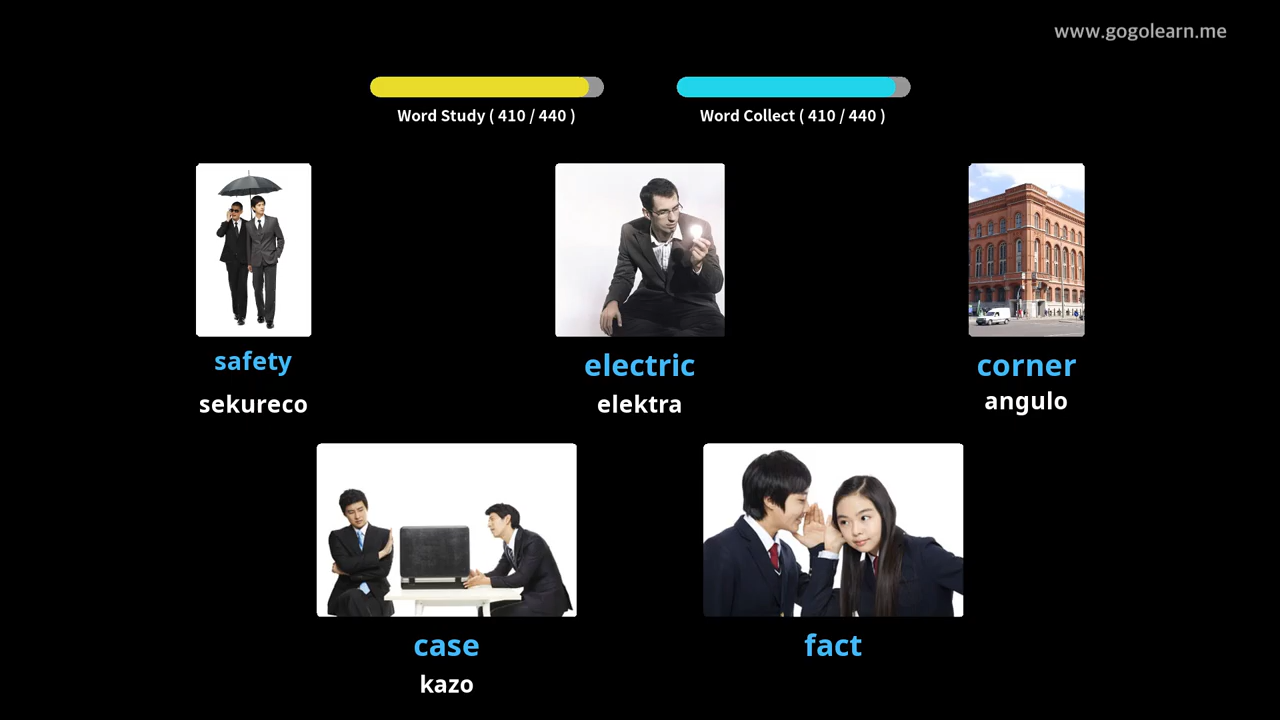 www.gogolearn.me
Word Study ( 410 / 440 )
Word Collect ( 410 / 440 )
safety
electric
corner
sekureco
elektra
angulo
case
fact
kazo